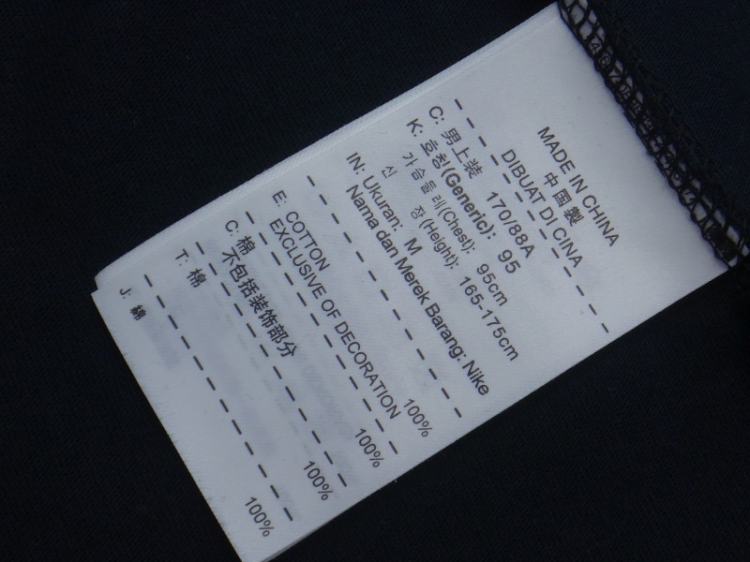 MADE IN CHINA
中国製
DIBUAT DI CINA
C: 男上装 170/88A
K: 호칭(Generic): 95
가슴둘레(Chest): 95cm
신 장(Height): 165-175cm
IN: Ukuran: M
Nama dan Merek Barang: Nike
E: COTTON 100%
EXCLUSIVE OF DECORATION
C: 棉 100%
不包括装饰部分
T: 棉 100%
J: 綿 100%